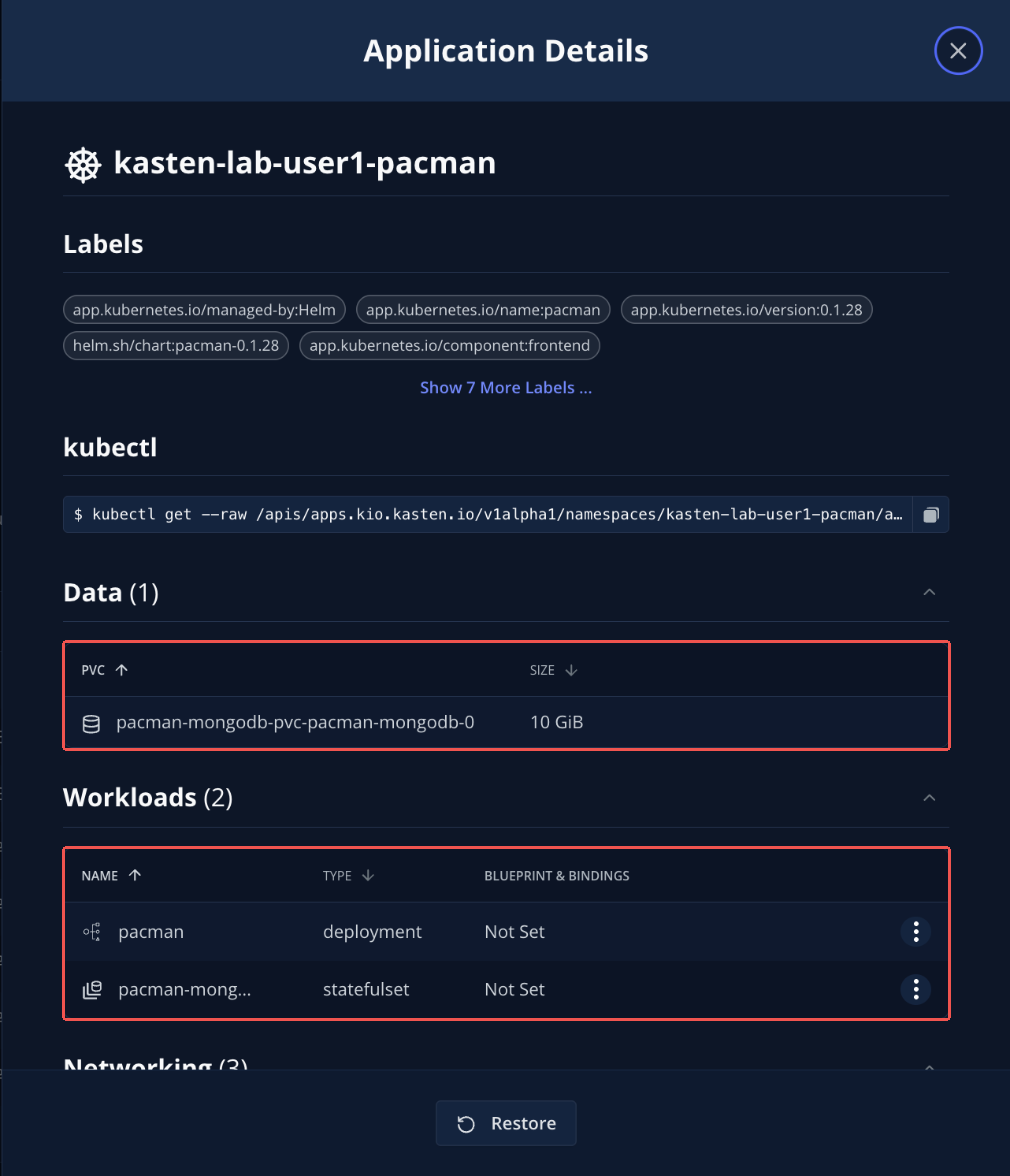 Application Details
kasten-lab-user1-pacman
Labels
app.kubernetes.io/managed-by:Helm app.kubernetes.io/name:pacman app.kubernetes.io/version:0.1.28
helm.sh/chart:pacman-0.1.28 app.kubernetes.io/component:frontend
Show 7 More Labels ...
kubectl
$ kubectl get --raw /apis/apps.kio.kasten.io/v1alpha1/namespaces/kasten-lab-user1-pacman/a…
Data (1)
PVC SIZE
pacman-mongodb-pvc-pacman-mongodb-0 10 GiB
Workloads (2)
NAME TYPE BLUEPRINT & BINDINGS
pacman deployment Not Set
pacman-mong... statefulset Not Set
Networking (3)
Restore